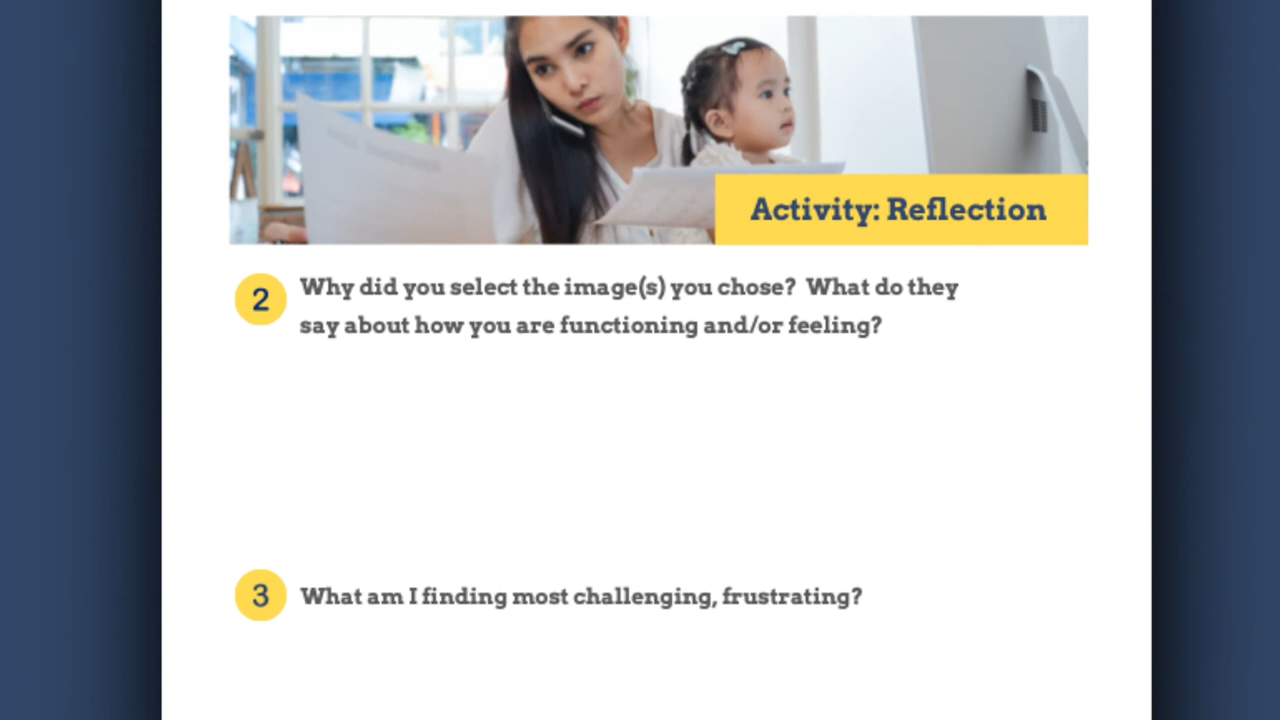 Activity: Reflection
2
Why did you select the image(s) you chose? What do they
say about how you are functioning and/or feeling?
3
What am I finding most challenging, frustrating?